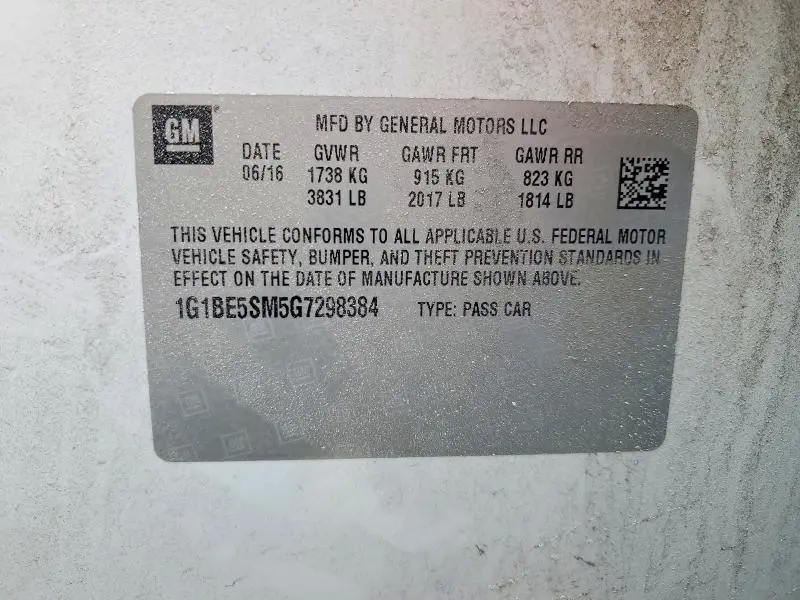 GM
MFD BY GENERAL MOTORS LLC
DATE GVWR GAWR FRT GAWR RR
06/16 1738 KG 915 KG 823 KG
3831 LB 2017 LB 1814 LB
THIS VEHICLE CONFORMS TO ALL APPLICABLE U.S. FEDERAL MOTOR
VEHICLE SAFETY, BUMPER, AND THEFT PREVENTION STANDARDS IN
EFFECT ON THE DATE OF MANUFACTURE SHOWN ABOVE.
1G1BE5SM5G7298384 TYPE: PASS CAR